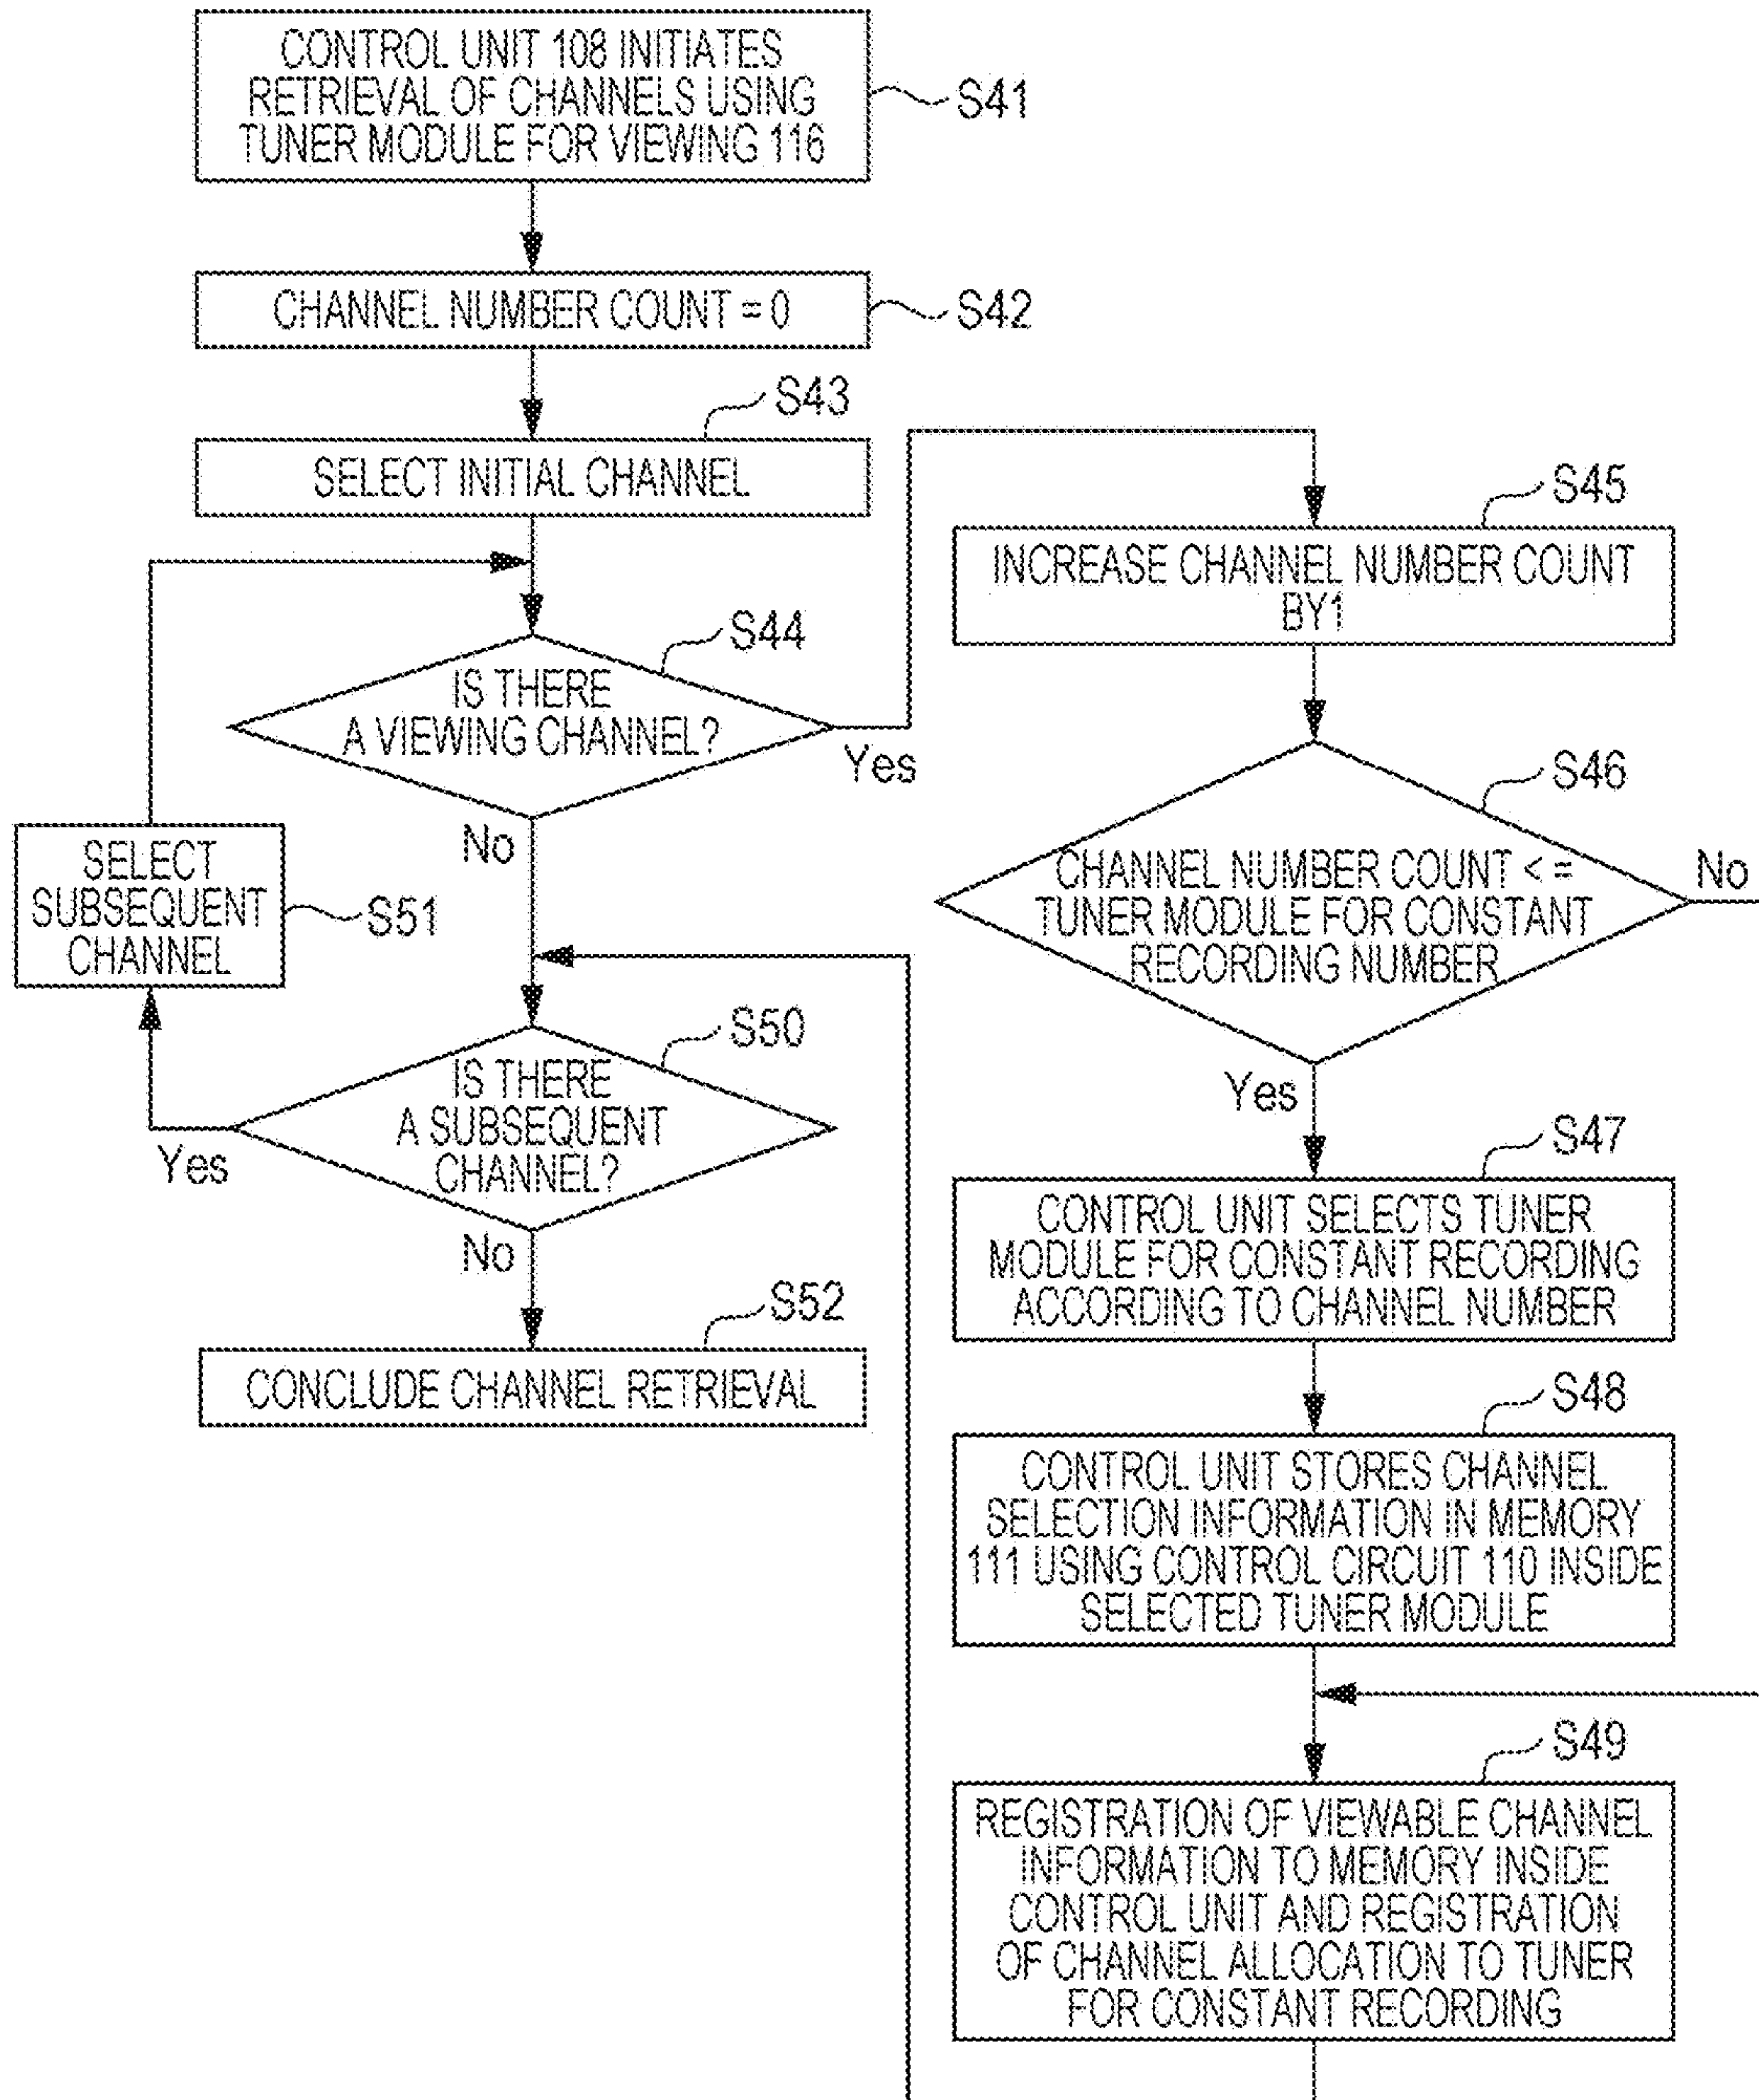 CONTROL UNIT 108 INITIATES
RETRIEVAL OF CHANNELS USING
TUNER MODULE FOR VIEWING 116
S41
CHANNEL NUMBER COUNT = 0
S42
S43
SELECT INITIAL CHANNEL
S44
IS THERE
A VIEWING CHANNEL?
Yes
No
SELECT
SUBSEQUENT
CHANNEL
S51
S50
IS THERE
A SUBSEQUENT
CHANNEL?
Yes
No
S52
CONCLUDE CHANNEL RETRIEVAL
S45
INCREASE CHANNEL NUMBER COUNT
BY1
S46
CHANNEL NUMBER COUNT < =
TUNER MODULE FOR CONSTANT
RECORDING NUMBER
No
Yes
S47
CONTROL UNIT SELECTS TUNER
MODULE FOR CONSTANT RECORDING
ACCORDING TO CHANNEL NUMBER
S48
CONTROL UNIT STORES CHANNEL
SELECTION INFORMATION IN MEMORY
111 USING CONTROL CIRCUIT 110 INSIDE
SELECTED TUNER MODULE
S49
REGISTRATION OF VIEWABLE CHANNEL
INFORMATION TO MEMORY INSIDE
CONTROL UNIT AND REGISTRATION
OF CHANNEL ALLOCATION TO TUNER
FOR CONSTANT RECORDING